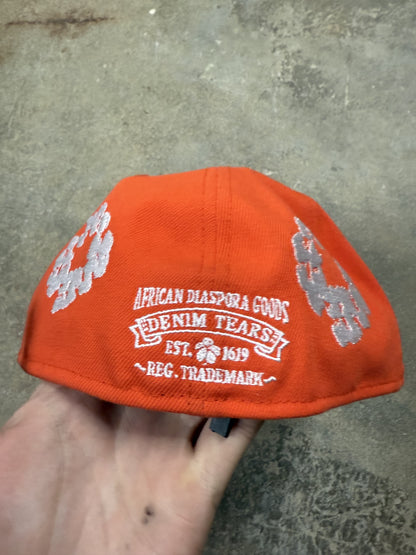 AFRICAN DIASPORA GOODS
DENIM TEARS
EST. 1619
~REG. TRADEMARK~